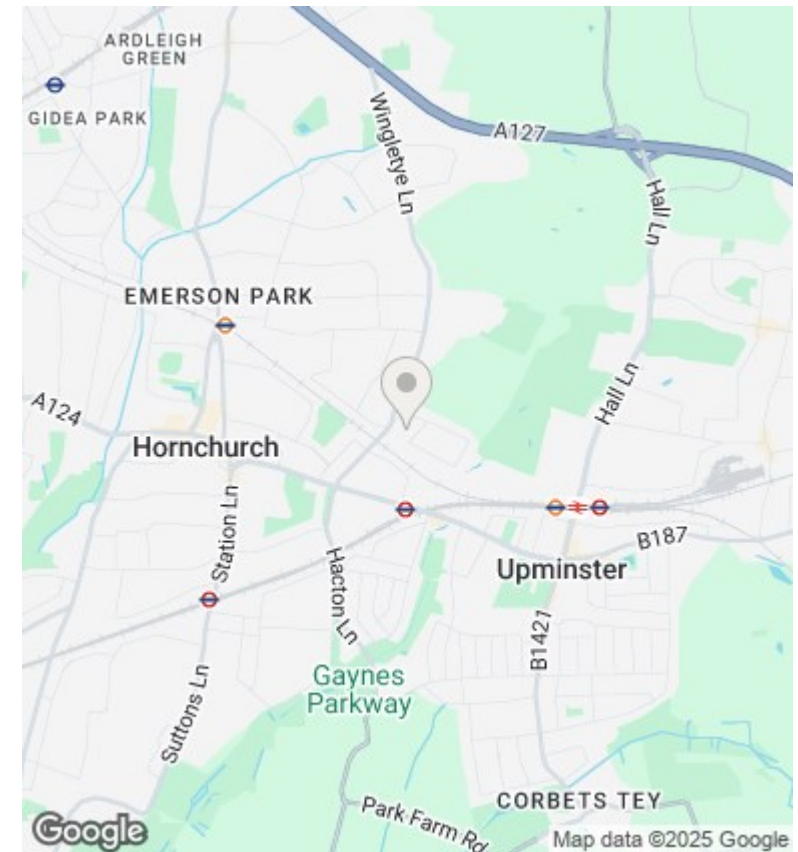 ARDLEIGH
GREEN
GIDEA PARK
Wingletye Ln
A127
Hall Ln
EMERSON PARK
A124
Hall Ln
Hornchurch
Station Ln
B187
Upminster
Hacton Ln
B1421
Gaynes
Parkway
Suttons Ln
CORBETS TEY
Park Farm Rd
Google
Map data ©2025 Google